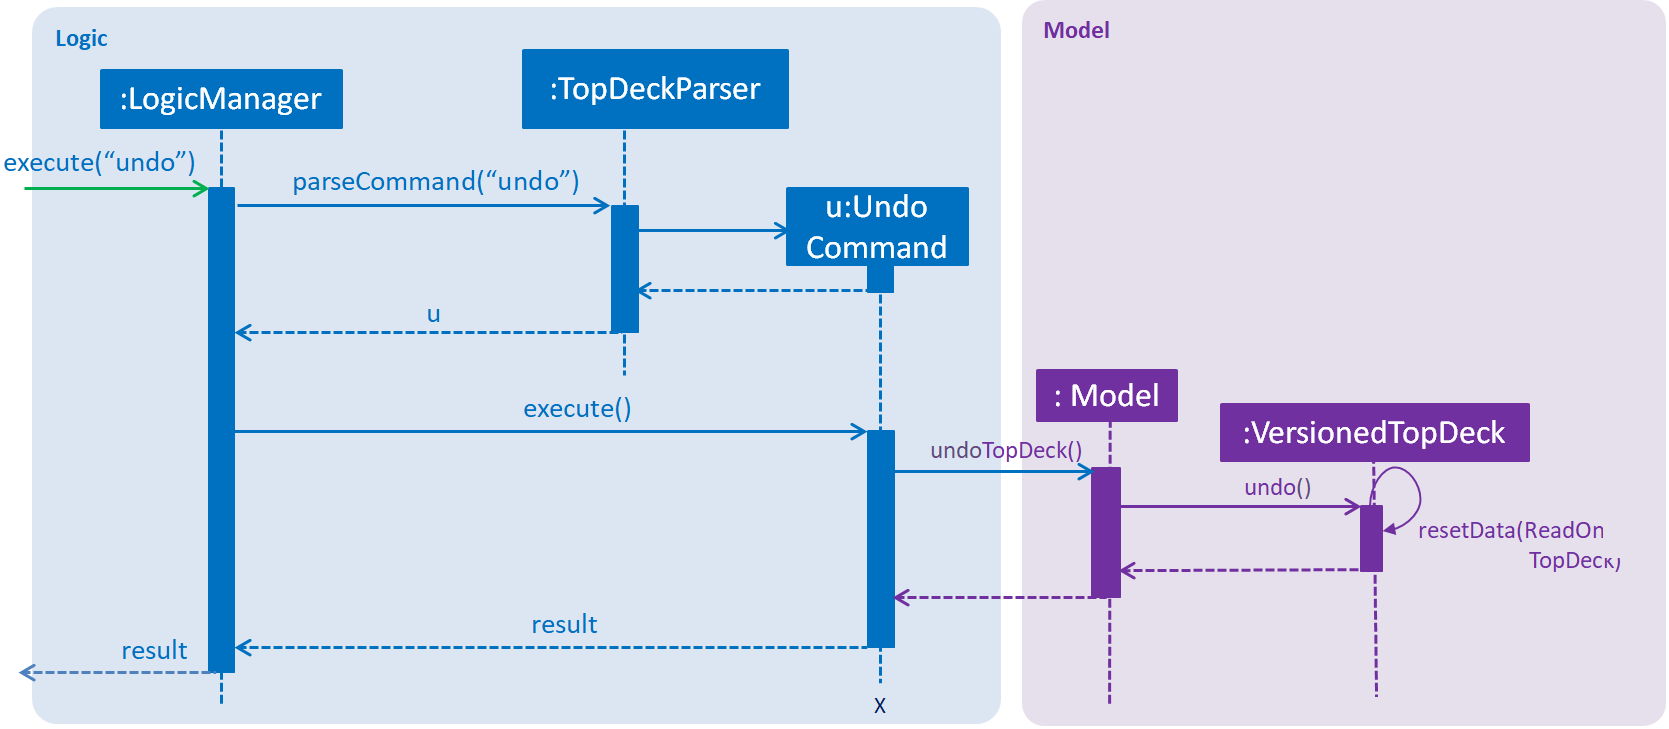 Logic
Model
:LogicManager
:TopDeckParser
execute(“undo”)
parseCommand(“undo”)
u:Undo
Command
u
execute()
: Model
:VersionedTopDeck
undoTopDeck()
undo()
resetData(ReadOn
TopDeck)
result
result
X